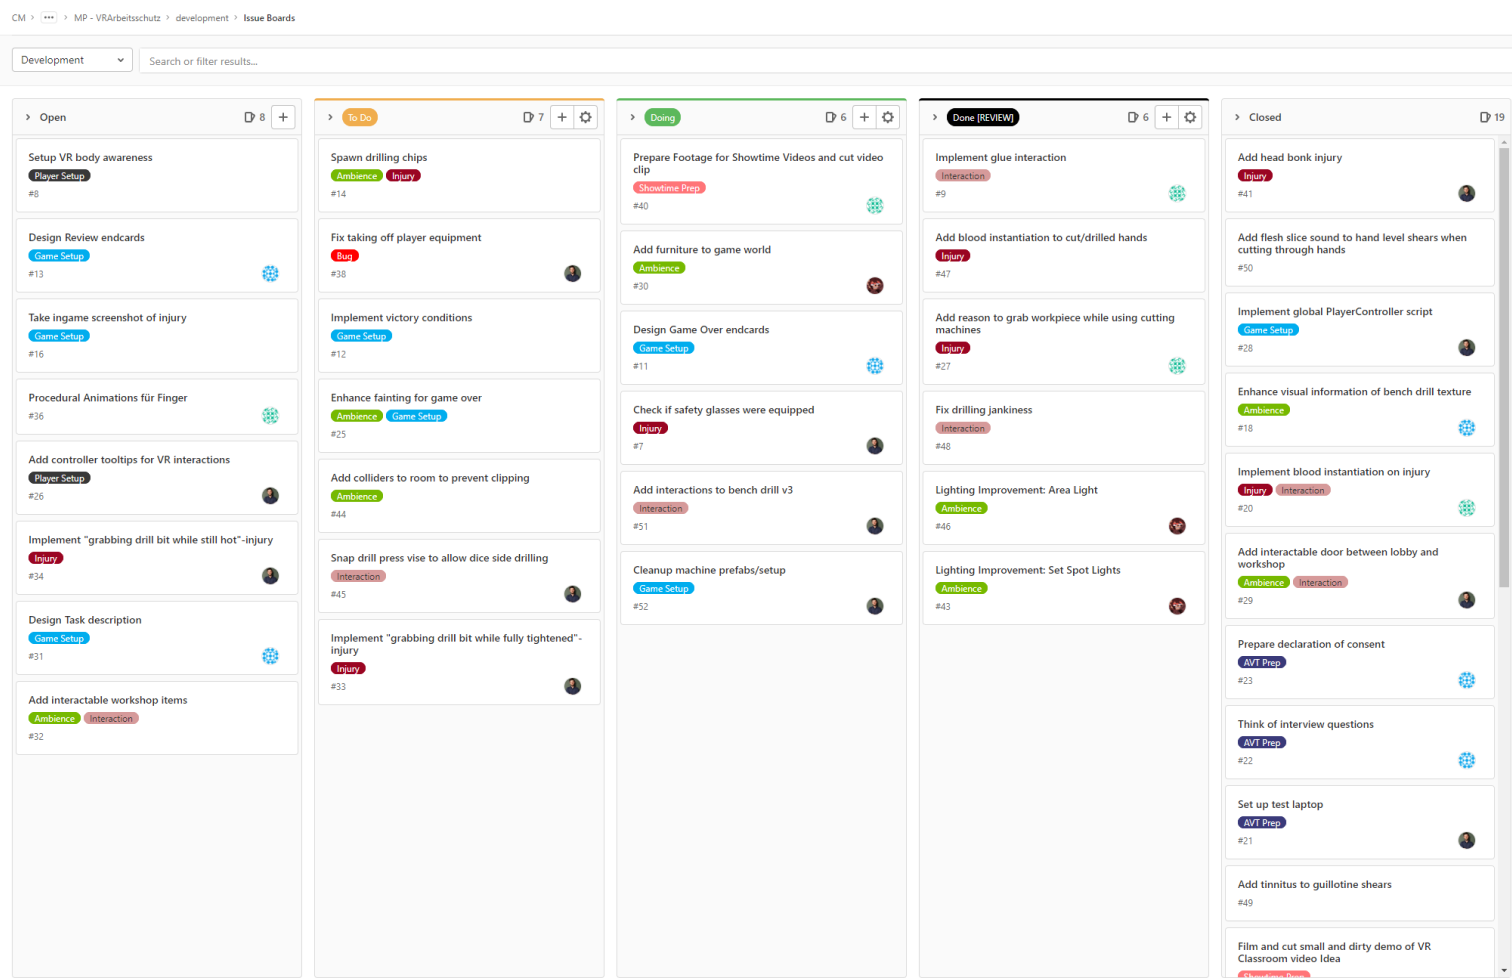 CM > ••• > MP - VRArbeitsschutz > development > Issue Boards
Development
Search or filter results...
Open 8
Setup VR body awareness
Player Setup
#8
Design Review endcards
Game Setup
#13
Take ingame screenshot of injury
Game Setup
#16
Procedural Animations für Finger
#36
Add controller tooltips for VR interactions
Player Setup
#26
Implement "grabbing drill bit while still hot"-injury
Injury
#34
Design Task description
Game Setup
#31
Add interactable workshop items
Ambience Interaction
#32
To Do 7
Spawn drilling chips
Ambience Injury
#14
Fix taking off player equipment
Bug
#38
Implement victory conditions
Game Setup
#12
Enhance fainting for game over
Ambience Game Setup
#25
Add colliders to room to prevent clipping
Ambience
#44
Snap drill press vise to allow dice side drilling
Interaction
#45
Implement "grabbing drill bit while fully tightened"-
injury
Injury
#33
Doing 6
Prepare Footage for Showtime Videos and cut video
clip
Showtime Prep
#40
Add furniture to game world
Ambience
#30
Design Game Over endcards
Game Setup
#11
Check if safety glasses were equipped
Injury
#7
Add interactions to bench drill v3
Interaction
#51
Cleanup machine prefabs/setup
Game Setup
#52
Done [REVIEW] 6
Implement glue interaction
Interaction
#9
Add blood instantiation to cut/drilled hands
Injury
#47
Add reason to grab workpiece while using cutting
machines
Injury
#27
Fix drilling jankiness
Interaction
#48
Lighting Improvement: Area Light
Ambience
#46
Lighting Improvement: Set Spot Lights
Ambience
#43
Closed 19
Add head bonk injury
Injury
#41
Add flesh slice sound to hand level shears when
cutting through hands
#50
Implement global PlayerController script
Game Setup
#28
Enhance visual information of bench drill texture
Ambience
#18
Implement blood instantiation on injury
Injury Interaction
#20
Add interactable door between lobby and
workshop
Ambience Interaction
#29
Prepare declaration of consent
AVT Prep
#23
Think of interview questions
AVT Prep
#22
Set up test laptop
AVT Prep
#21
Add tinnitus to guillotine shears
#49
Film and cut small and dirty demo of VR
Classroom video Idea
Showtime Prep